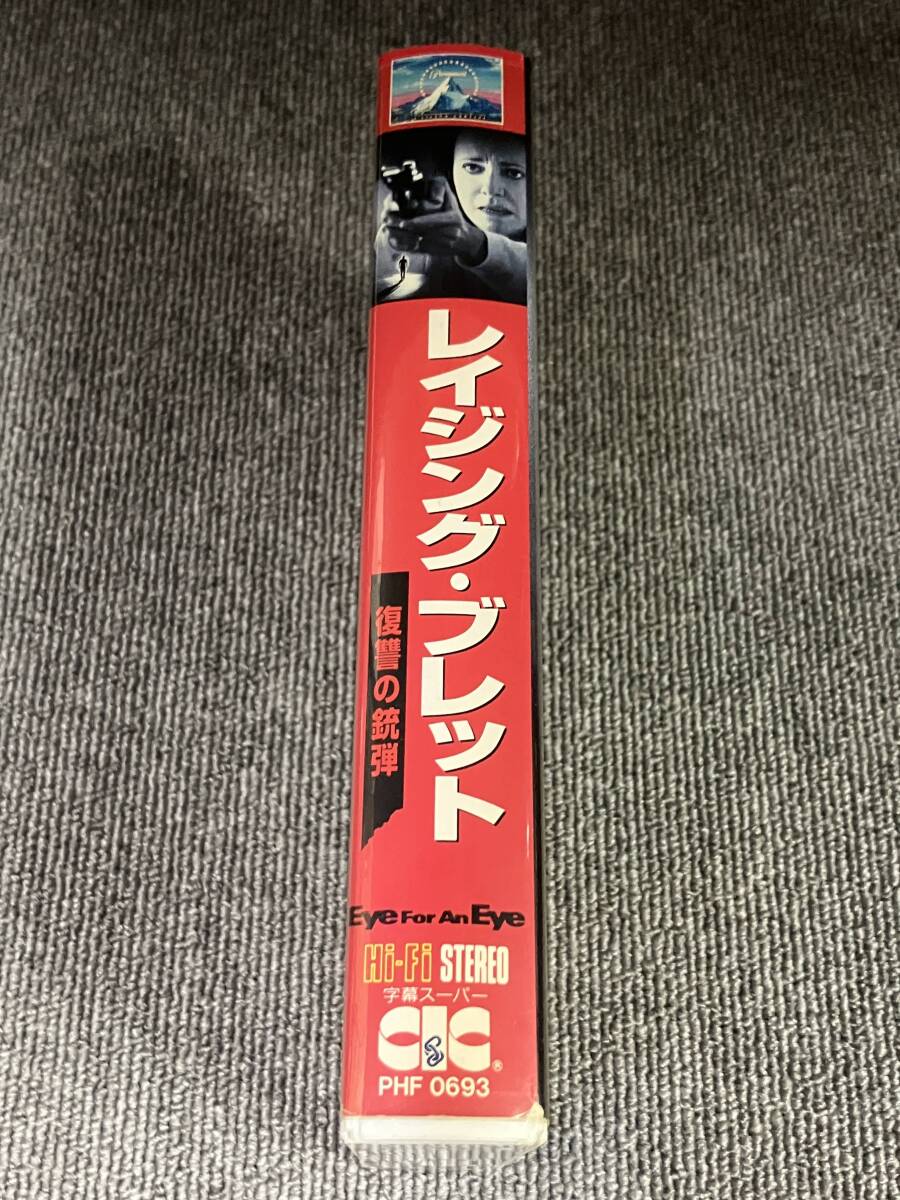 Paramount
レイジング・ブレット
復讐の銃弾
Eye For An Eye
Hi-Fi STEREO
字幕スーパー
CIC
PHF 0693